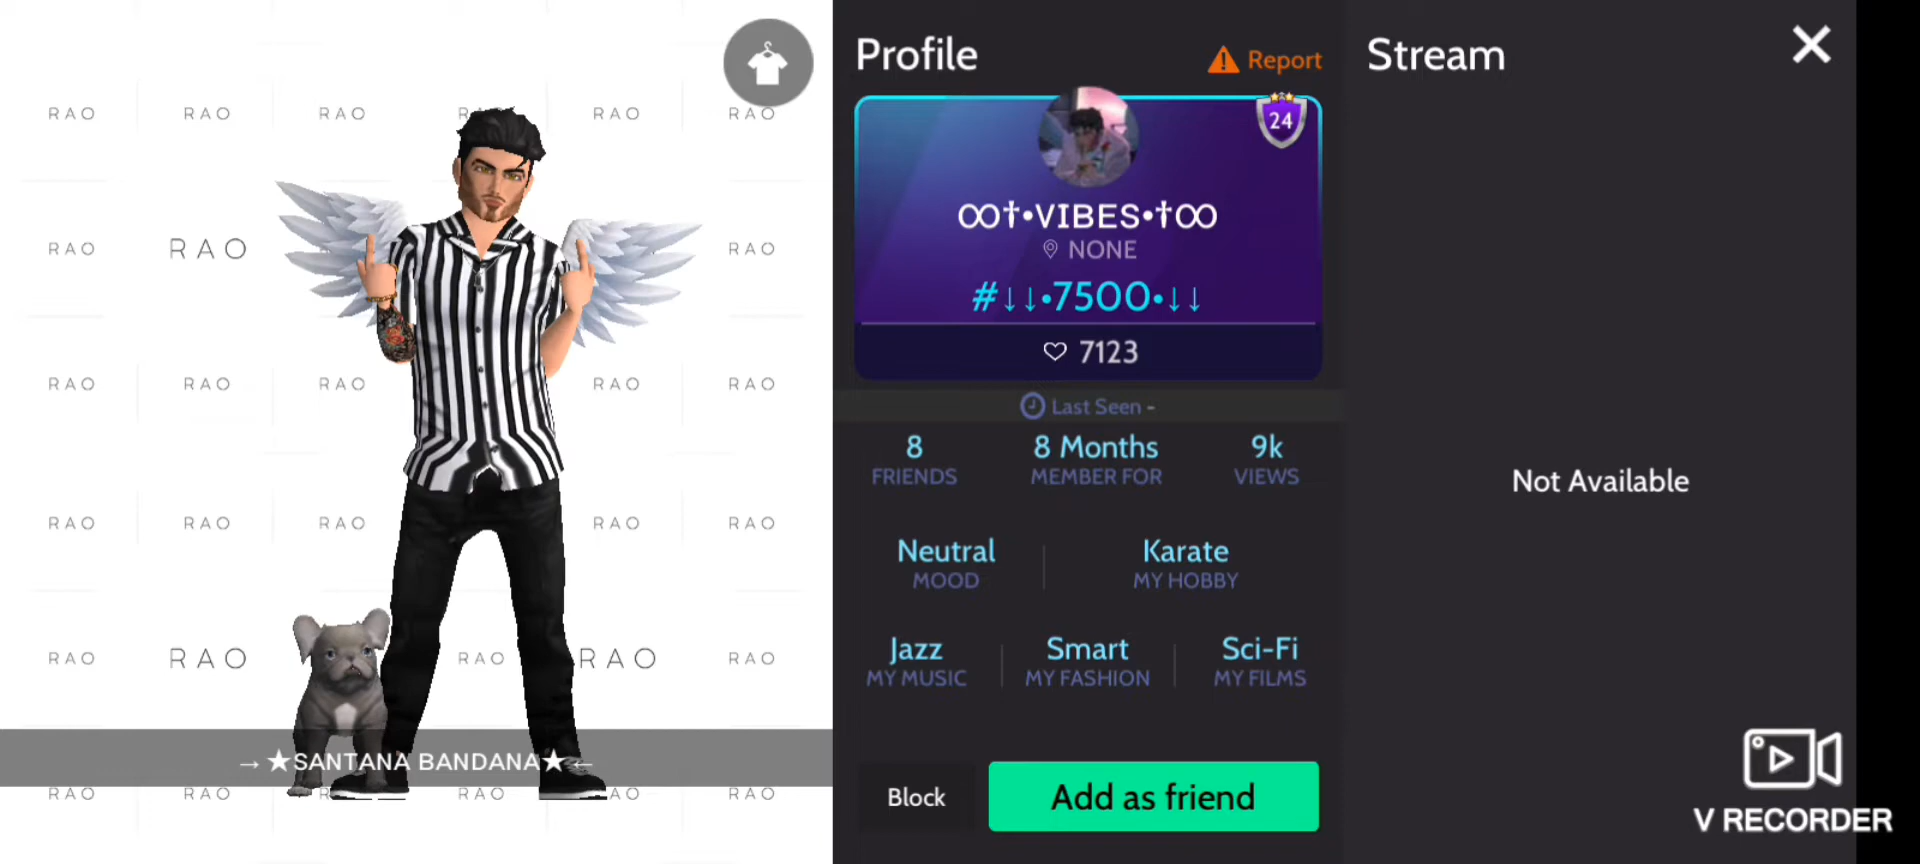 RAO RAO RAO RAO RAO RAO
RAO RAO RAO
RAO RAO RAO RAO RAO
RAO RAO RAO RAO RAO
RAO RAO RAO RAO RAO
RAO RAO RAO RAO
→★SANTANA BANDANA★←
Profile
Report
24
ꝏ†•VIBES•†ꝏ
NONE
#↓↓•7500•↓↓
♡ 7123
Last Seen -
8 8 Months 9k
FRIENDS MEMBER FOR VIEWS
Neutral Karate
MOOD MY HOBBY
Jazz Smart Sci-Fi
MY MUSIC MY FASHION MY FILMS
Block Add as friend
Stream
Not Available
V RECORDER